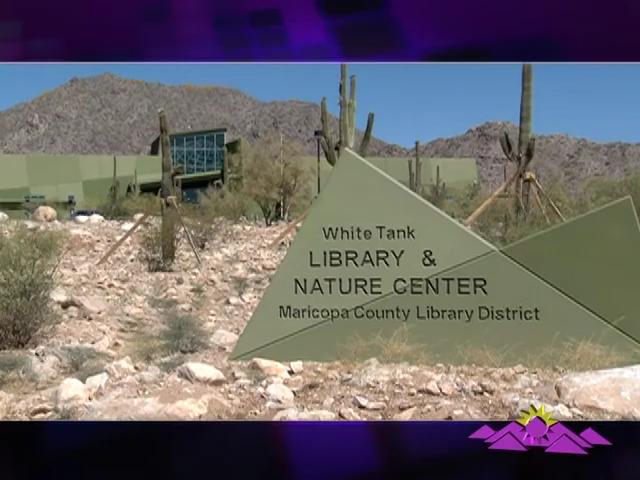 White Tank
LIBRARY &
NATURE CENTER
Maricopa County Library District